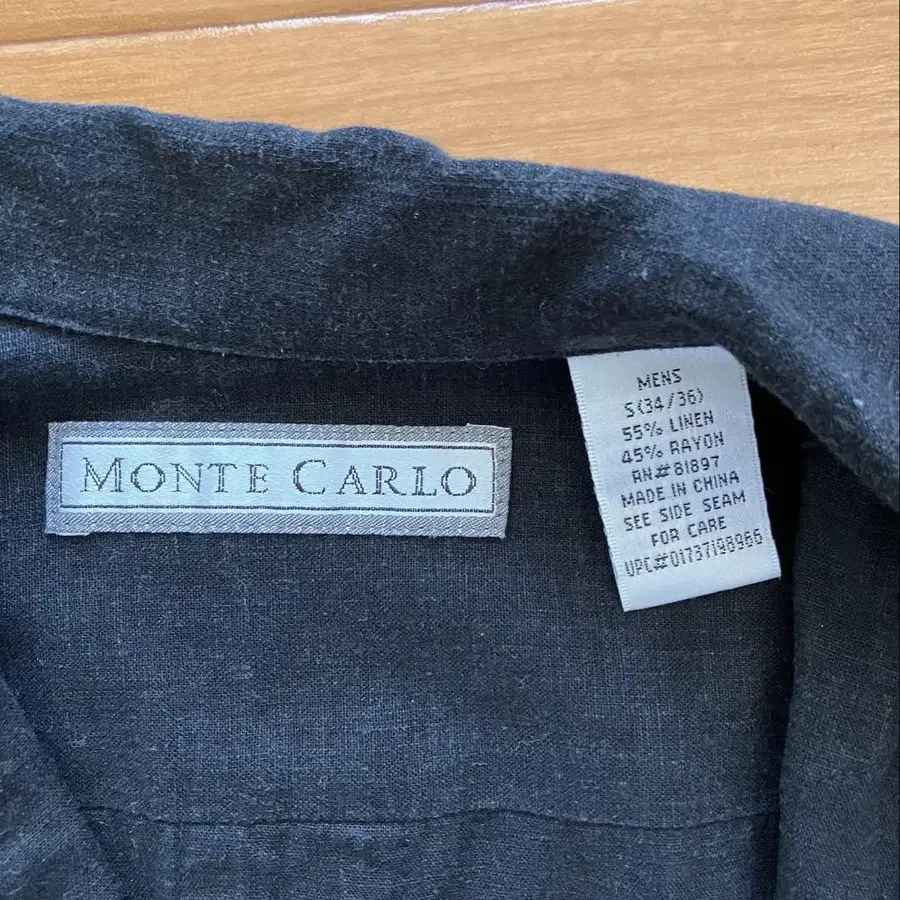 MONTE CARLO
MENS
S(34/36)
55% LINEN
45% RAYON
RN#81897
MADE IN CHINA
SEE SIDE SEAM
FOR CARE
UPC#01737198966